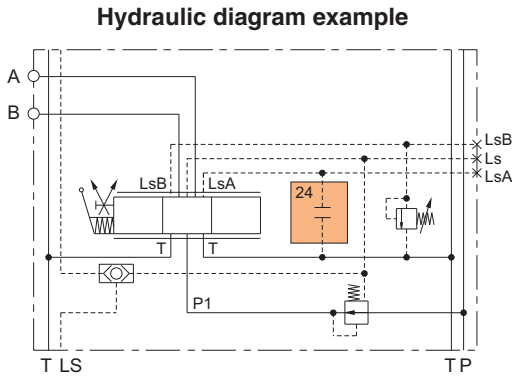 Hydraulic diagram example
A
B
LsB
Ls
LsA
LsB
LsA
24
T
T
P1
T LS
T P